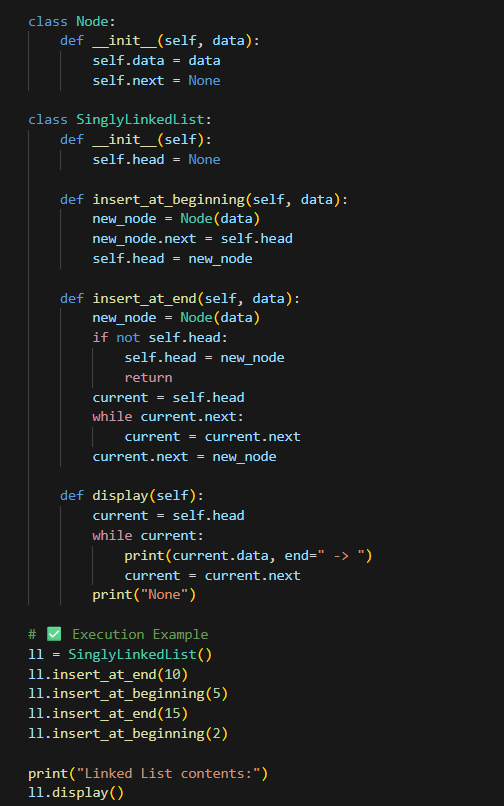 class Node:
    def __init__(self, data):
        self.data = data
        self.next = None

class SinglyLinkedList:
    def __init__(self):
        self.head = None

    def insert_at_beginning(self, data):
        new_node = Node(data)
        new_node.next = self.head
        self.head = new_node

    def insert_at_end(self, data):
        new_node = Node(data)
        if not self.head:
            self.head = new_node
            return
        current = self.head
        while current.next:
            current = current.next
        current.next = new_node

    def display(self):
        current = self.head
        while current:
            print(current.data, end=" -> ")
            current = current.next
        print("None")

# ✅ Execution Example
ll = SinglyLinkedList()
ll.insert_at_end(10)
ll.insert_at_beginning(5)
ll.insert_at_end(15)
ll.insert_at_beginning(2)

print("Linked List contents:")
ll.display()